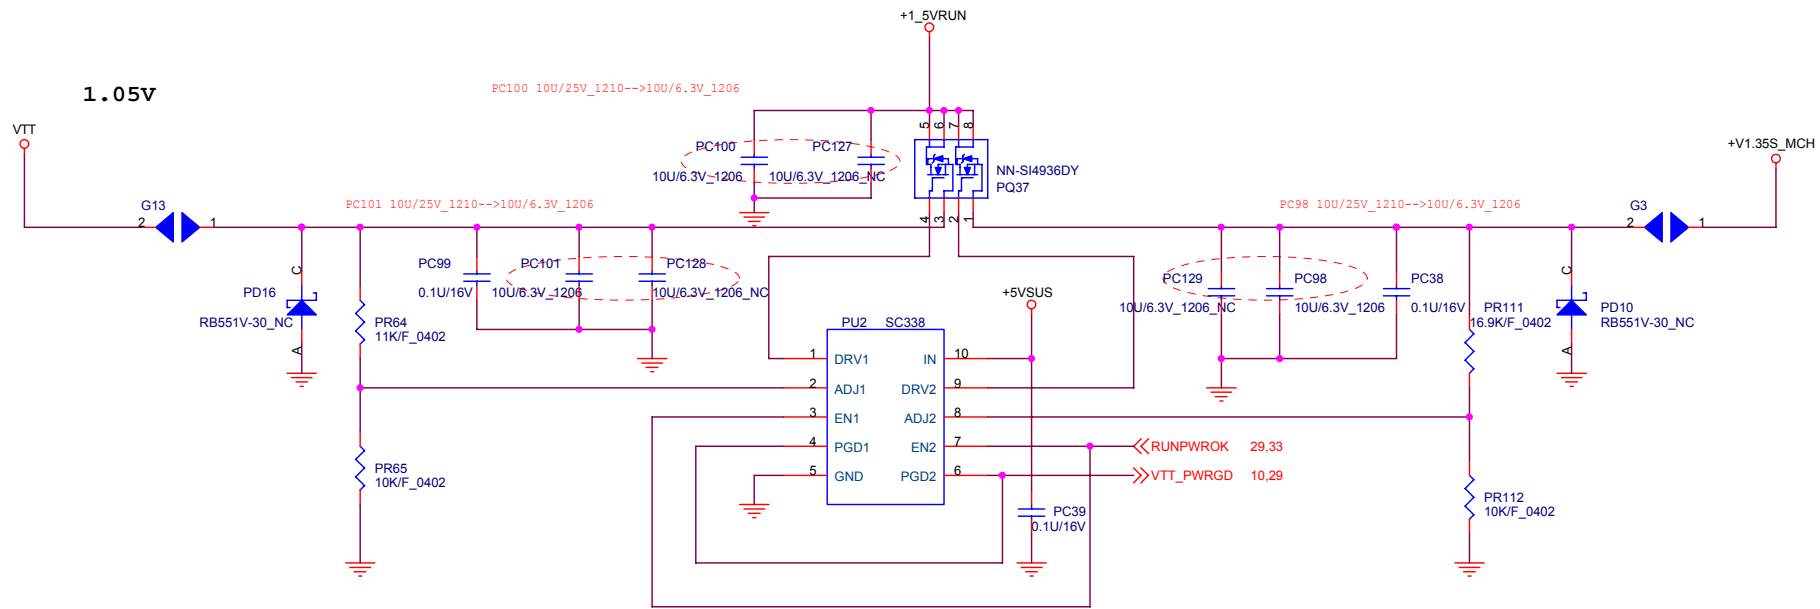 +1_5VRUN
1.05V
PC100 10U/25V_1210-->10U/6.3V_1206
VTT
5
6
7
8
+V1.35S_MCH
PC100
PC127
10U/6.3V_1206
10U/6.3V_1206_NC
NN-SI4936DY
PQ37
G13
PC101 10U/25V_1210-->10U/6.3V_1206
PC98 10U/25V_1210-->10U/6.3V_1206
G3
2
1
4
3
2
1
2
1
C
PC99
PC101
PC128
PC129
PC98
PC38
C
PD16
0.1U/16V
10U/6.3V_1206
10U/6.3V_1206_NC
+5VSUS
10U/6.3V_1206_NC
10U/6.3V_1206
0.1U/16V
PR111
PD10
RB551V-30_NC
PR64
16.9K/F_0402
RB551V-30_NC
11K/F_0402
PU2
SC338
A
A
1
DRV1
IN
10
2
ADJ1
DRV2
9
3
EN1
ADJ2
8
4
PGD1
EN2
7
RUNPWROK
29,33
5
GND
PGD2
6
VTT_PWRGD
10,29
PR65
10K/F_0402
PR112
10K/F_0402
PC39
0.1U/16V